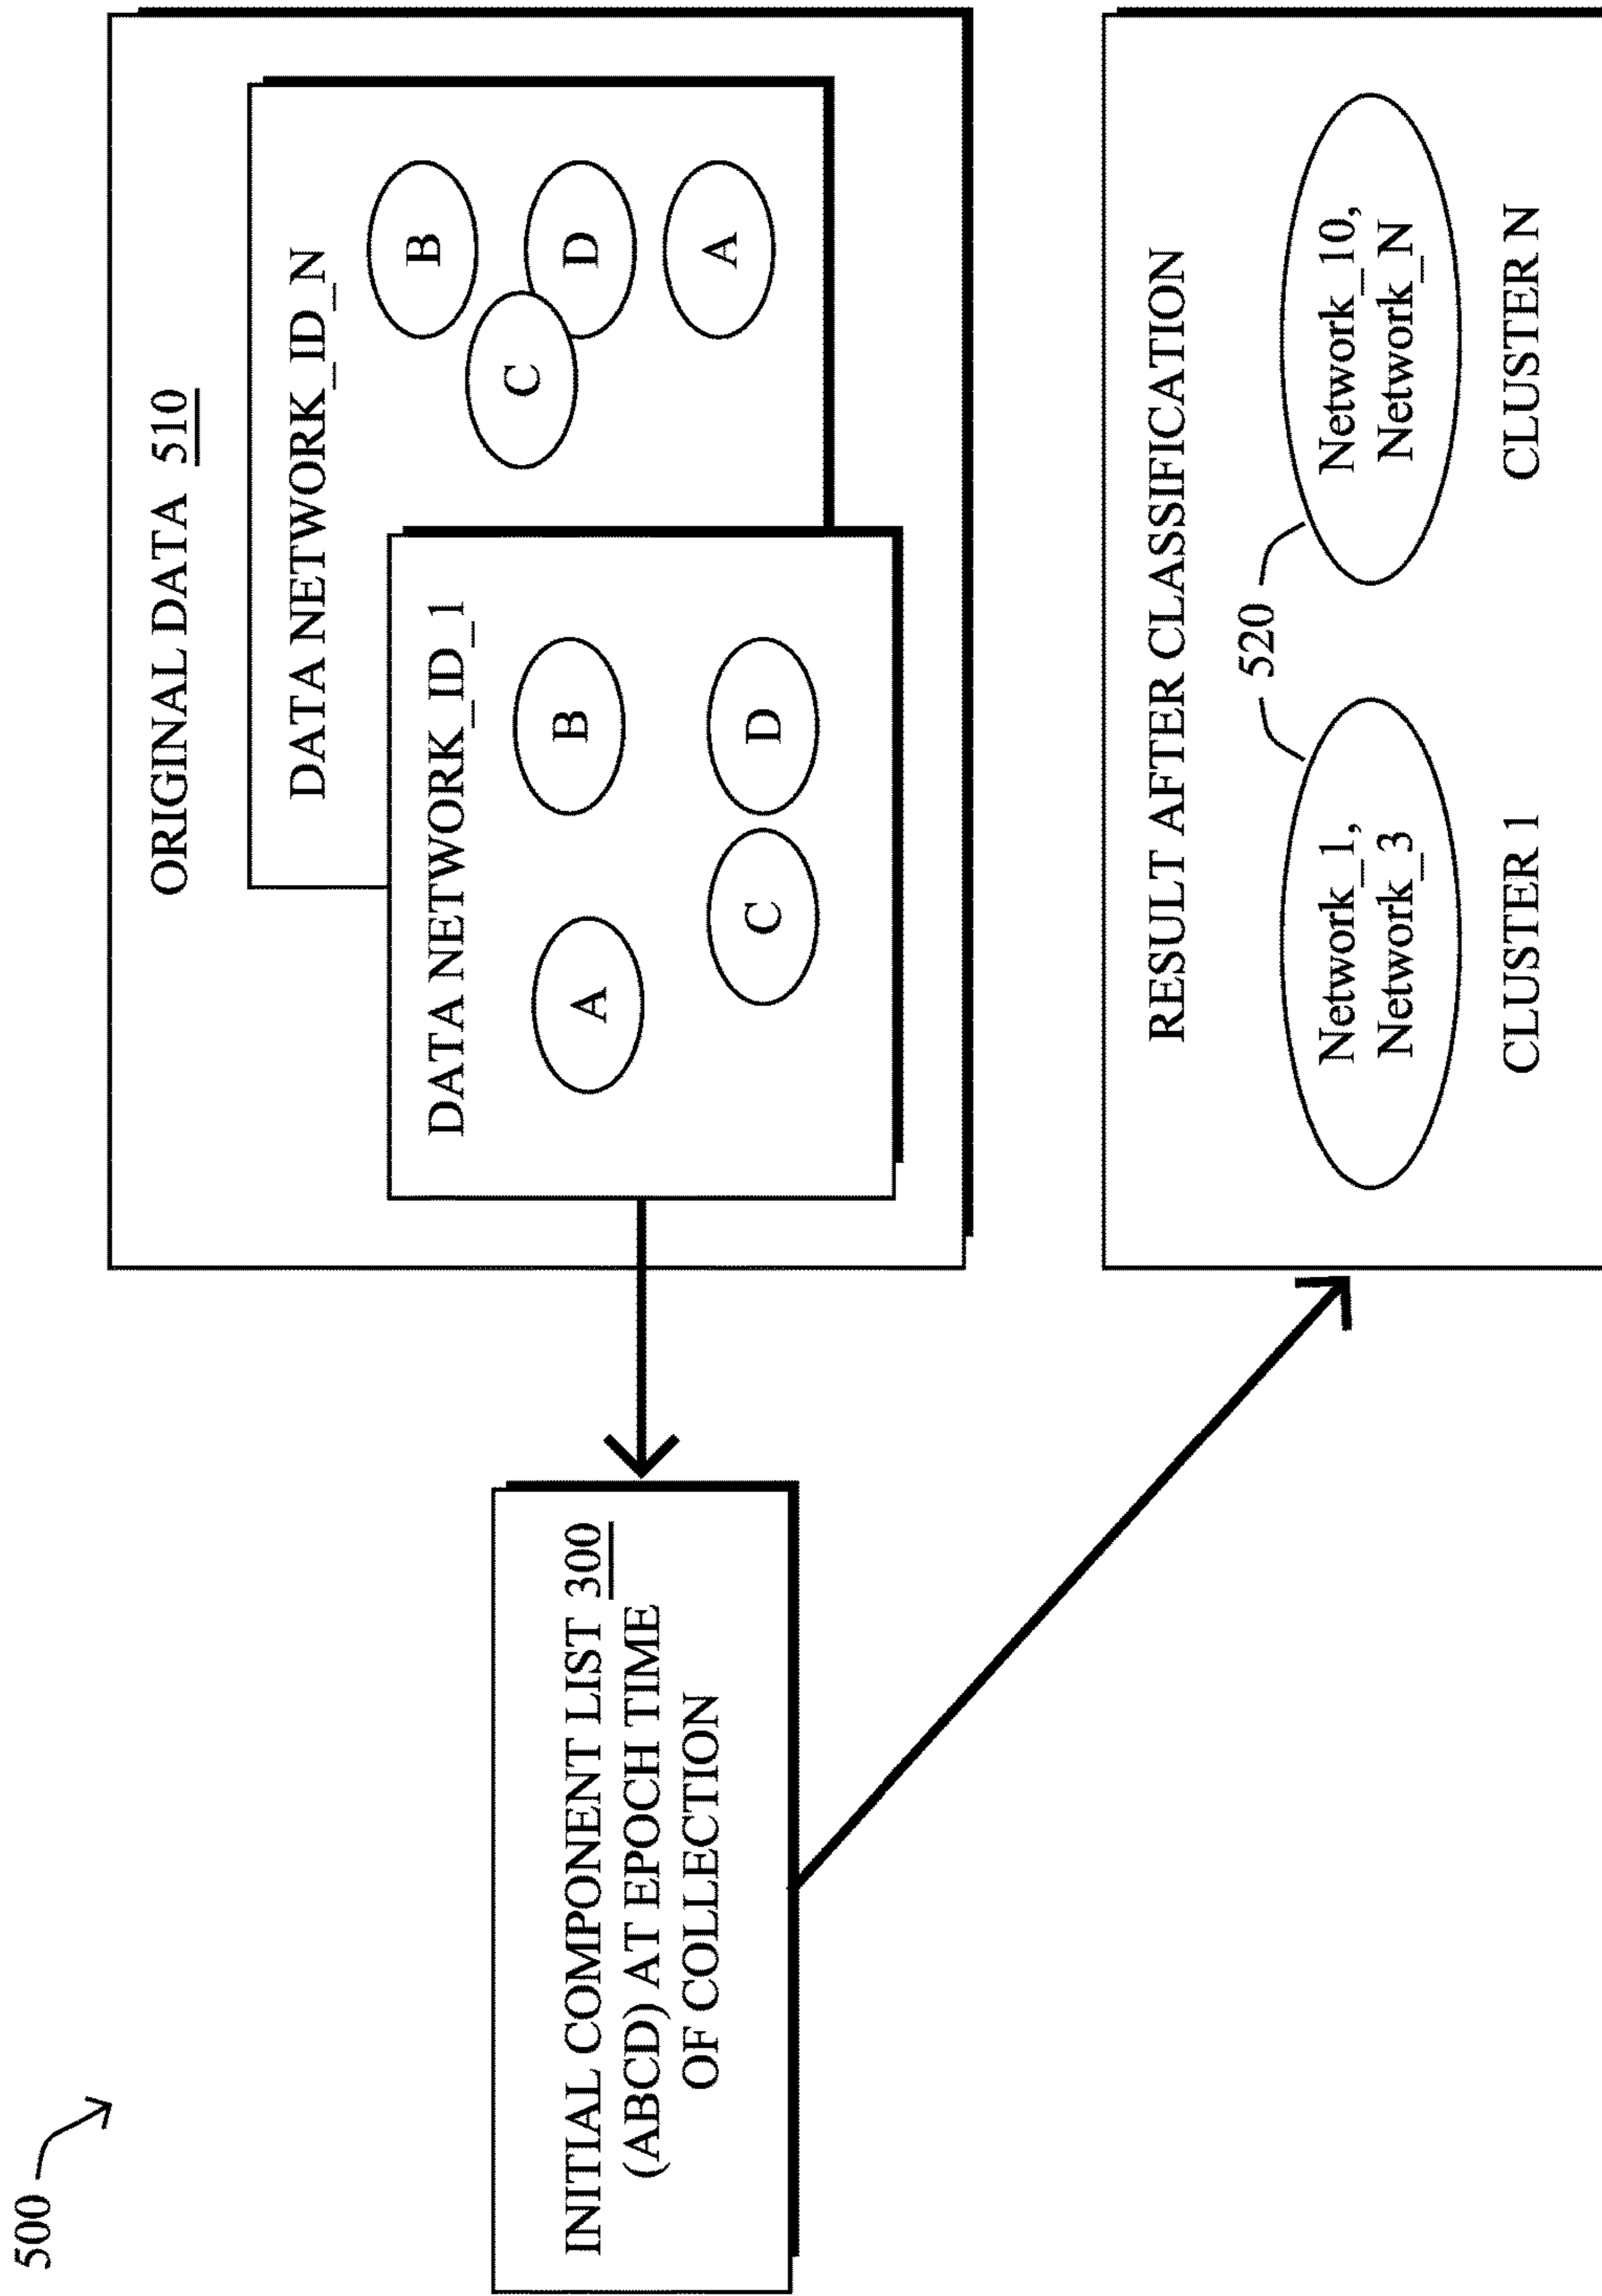 500
INITIAL COMPONENT LIST 300
(ABCD) AT EPOCH TIME
OF COLLECTION
ORIGINAL DATA 510
DATA NETWORK_ID_N
B
C
D
A
DATA NETWORK_ID_1
A
B
C
D
RESULT AFTER CLASSIFICATION
520
Network_1,
Network_3
CLUSTER 1
Network_10,
Network_N
CLUSTER N